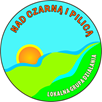 NAD CZARNĄ I PILICĄ
LOKALNA GRUPA DZIAŁANIA